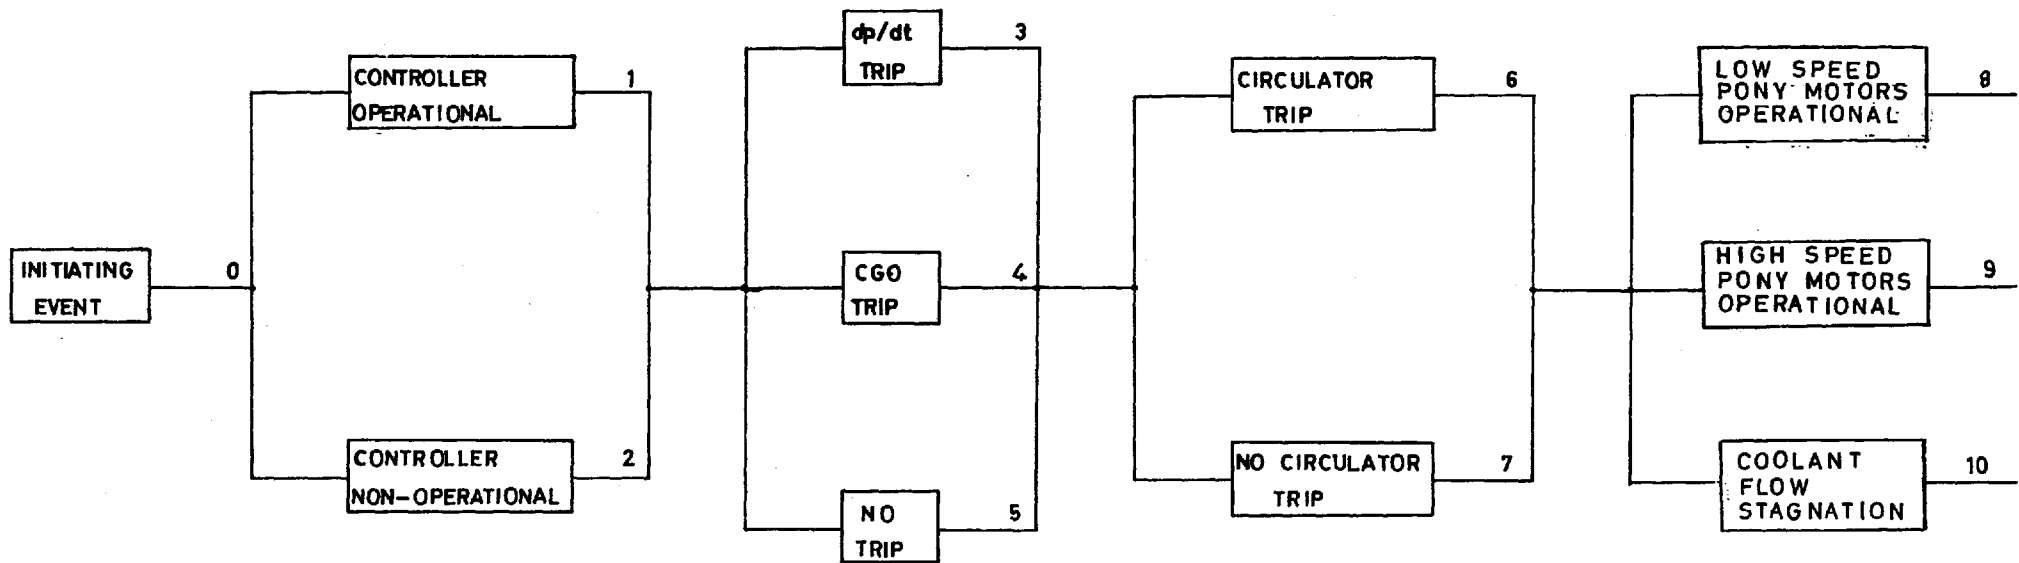 INITIATING
EVENT
0
CONTROLLER
OPERATIONAL
1
CONTROLLER
NON-OPERATIONAL
2
dp/dt
TRIP
3
CGO
TRIP
4
NO
TRIP
5
CIRCULATOR
TRIP
6
NO CIRCULATOR
TRIP
7
LOW SPEED
PONY MOTORS
OPERATIONAL
8
HIGH SPEED
PONY MOTORS
OPERATIONAL
9
COOLANT
FLOW
STAGNATION
10